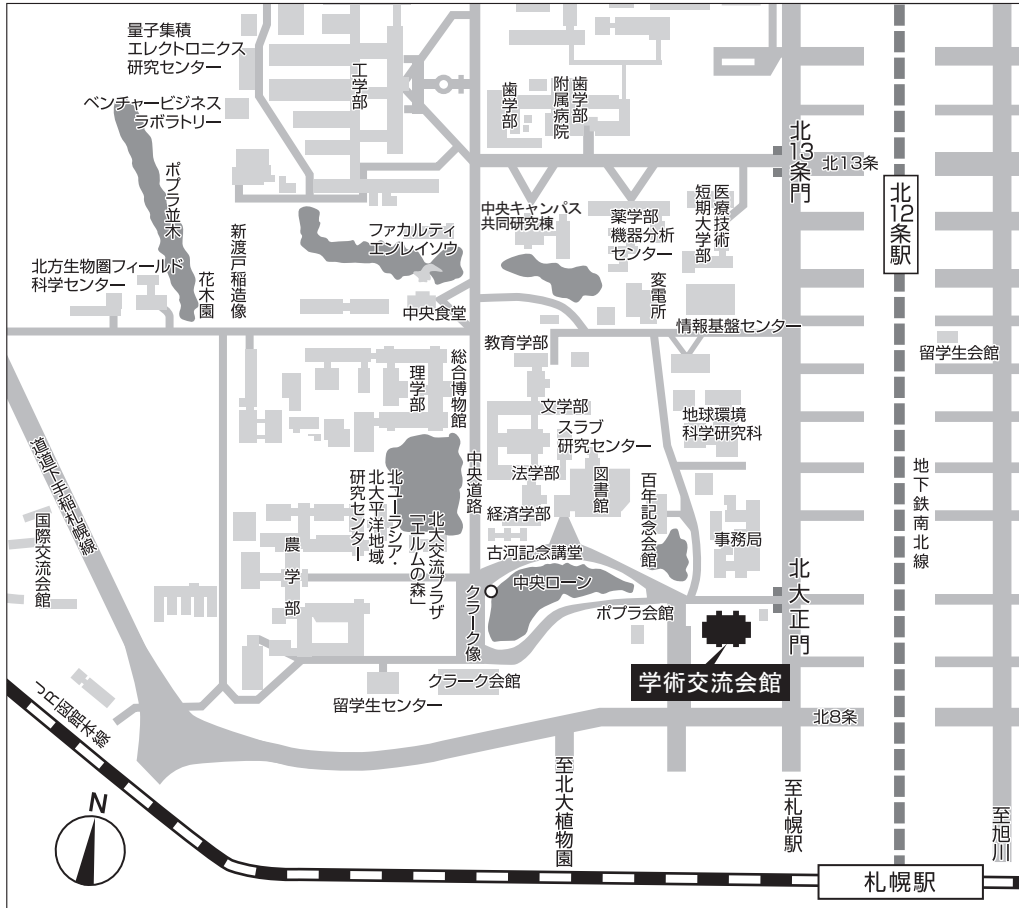 量子集積
エレクトロニクス
研究センター
ベンチャービジネス
ラボラトリー
工学部
歯学部
歯学部
附属病院
北13条門
北13条
北12条駅
ポプラ並木
新渡戸稲造像
花木園
北方生物圏フィールド
科学センター
ファカルティ
エンレイソウ
中央キャンパス
共同研究棟
薬学部
機器分析
センター
医療技術
短期大学部
変電所
中央食堂
情報基盤センター
留学生会館
教育学部
理学部
総合博物館
文学部
スラブ
研究センター
地球環境
科学研究科
法学部
図書館
百年記念会館
中央道路
経済学部
事務局
地下鉄南北線
道道下手稲札幌線
国際交流会館
農学部
北ユーラシア・
北太平洋地域
研究センター
北大交流プラザ
「エルムの森」
古河記念講堂
中央ローン
クラーク像
ポプラ会館
北大正門
学術交流会館
クラーク会館
留学生センター
北8条
JR函館本線
N
至北大植物園
至札幌駅
至旭川
札幌駅